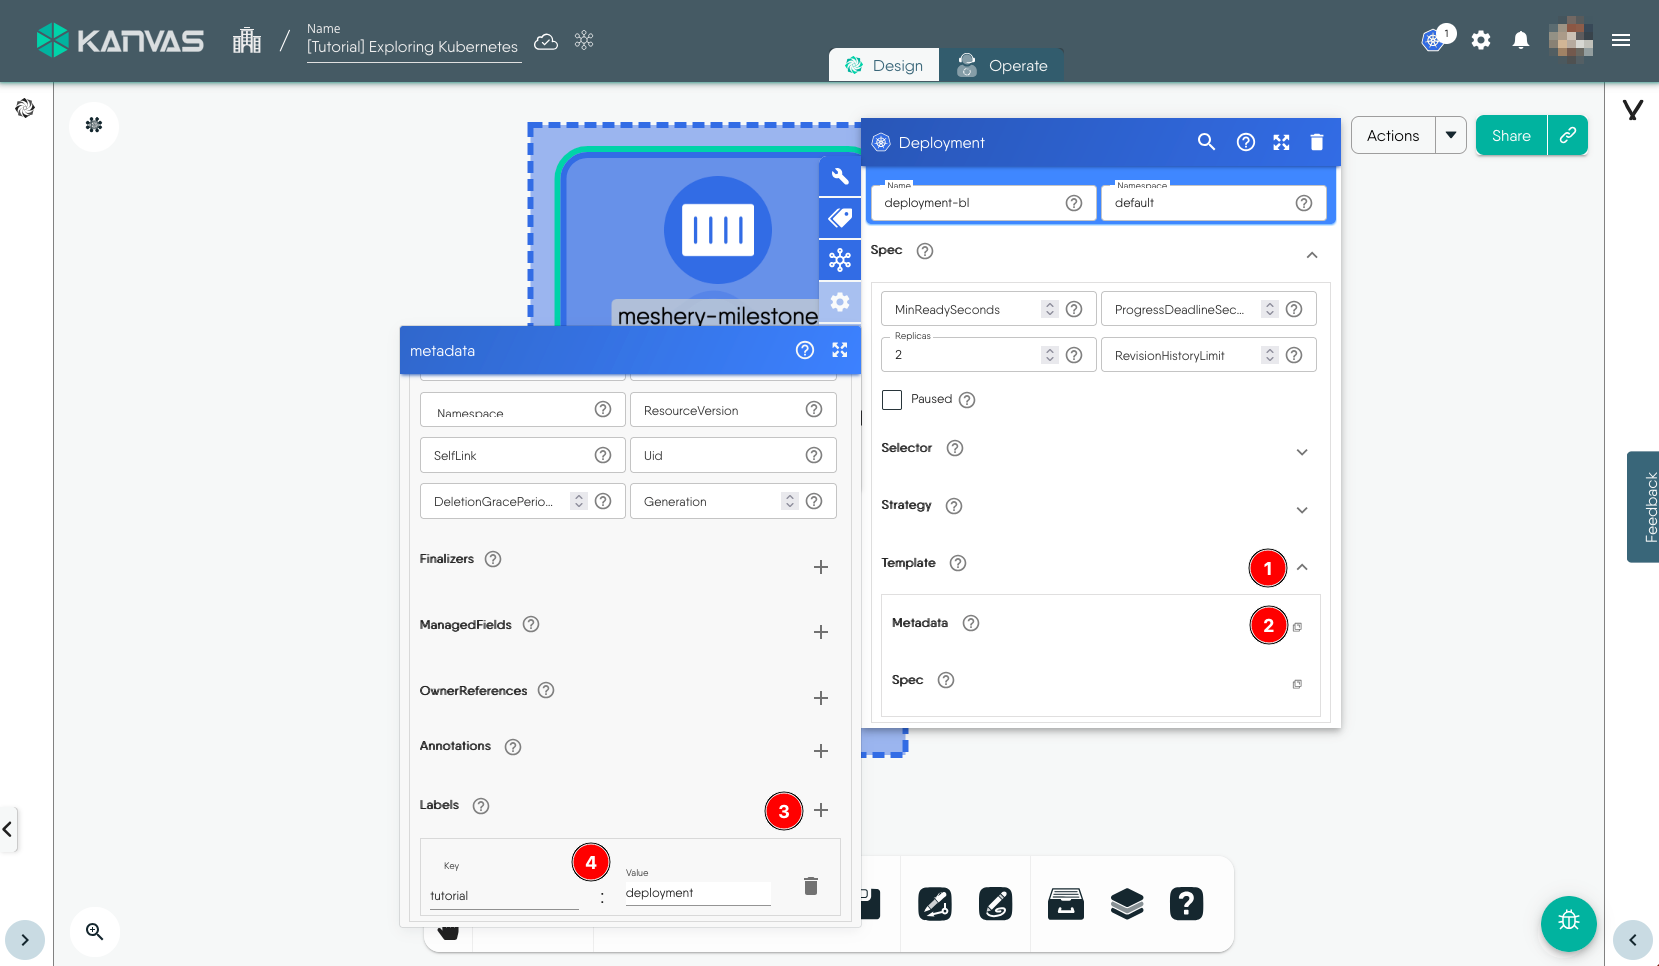 KANVAS
Name
[Tutorial] Exploring Kubernetes
1
Design
Operate
Actions
Share
Deployment
Name
deployment-bl
Namespace
default
Spec
MinReadySeconds
ProgressDeadlineSec...
Replicas
2
RevisionHistoryLimit
Paused
Selector
Strategy
Template
1
Metadata
2
Spec
meshery-milestone
metadata
Namespace
ResourceVersion
SelfLink
Uid
DeletionGracePerio...
Generation
Finalizers
ManagedFields
OwnerReferences
Annotations
Labels
3
Key
4
Value
tutorial
:
deployment
Feedback